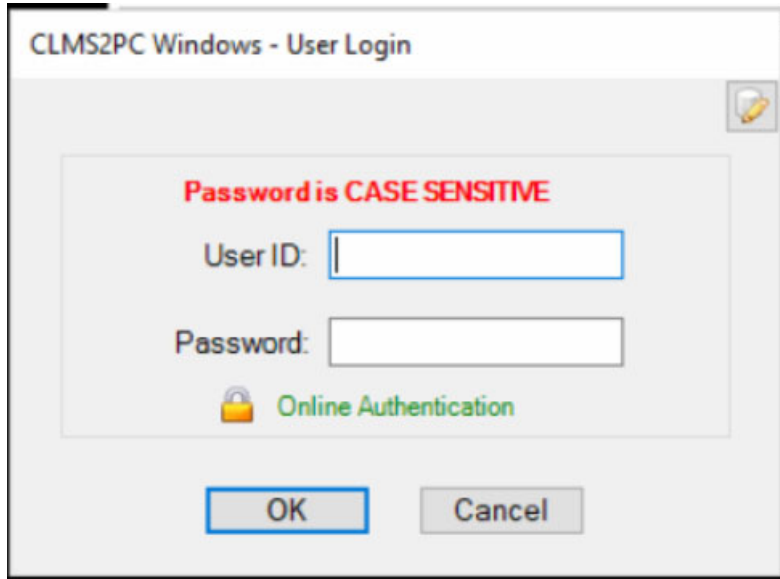 CLMS2PC Windows - User Login
Password is CASE SENSITIVE
User ID:
Password:
Online Authentication
OK
Cancel